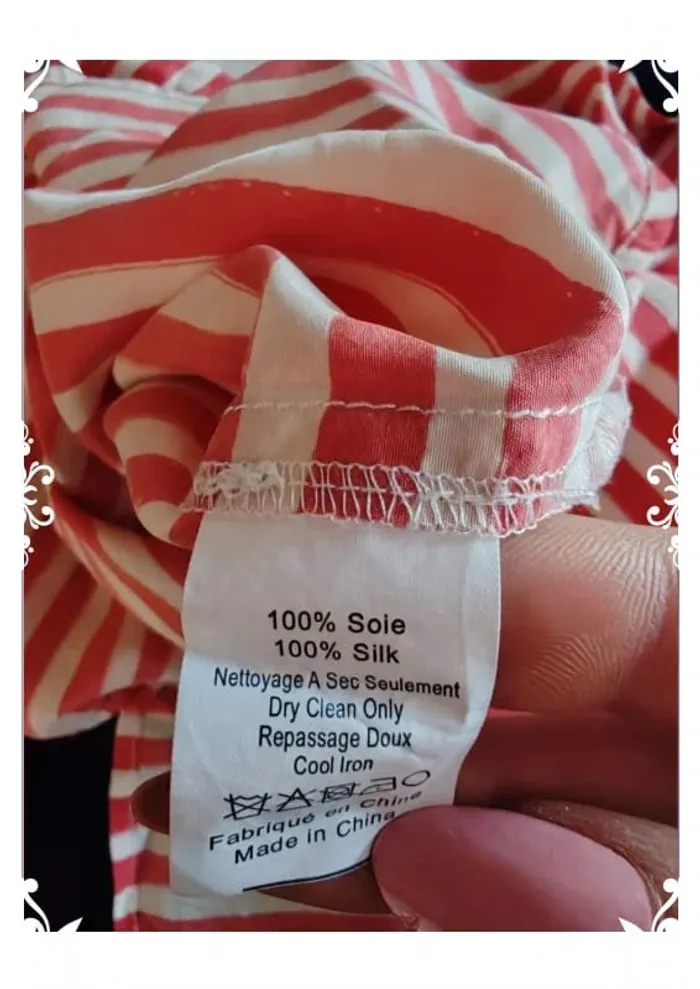 100% Soie
100% Silk
Nettoyage A Sec Seulement
Dry Clean Only
Repassage Doux
Cool Iron
Fabriqué en Chine
Made in China